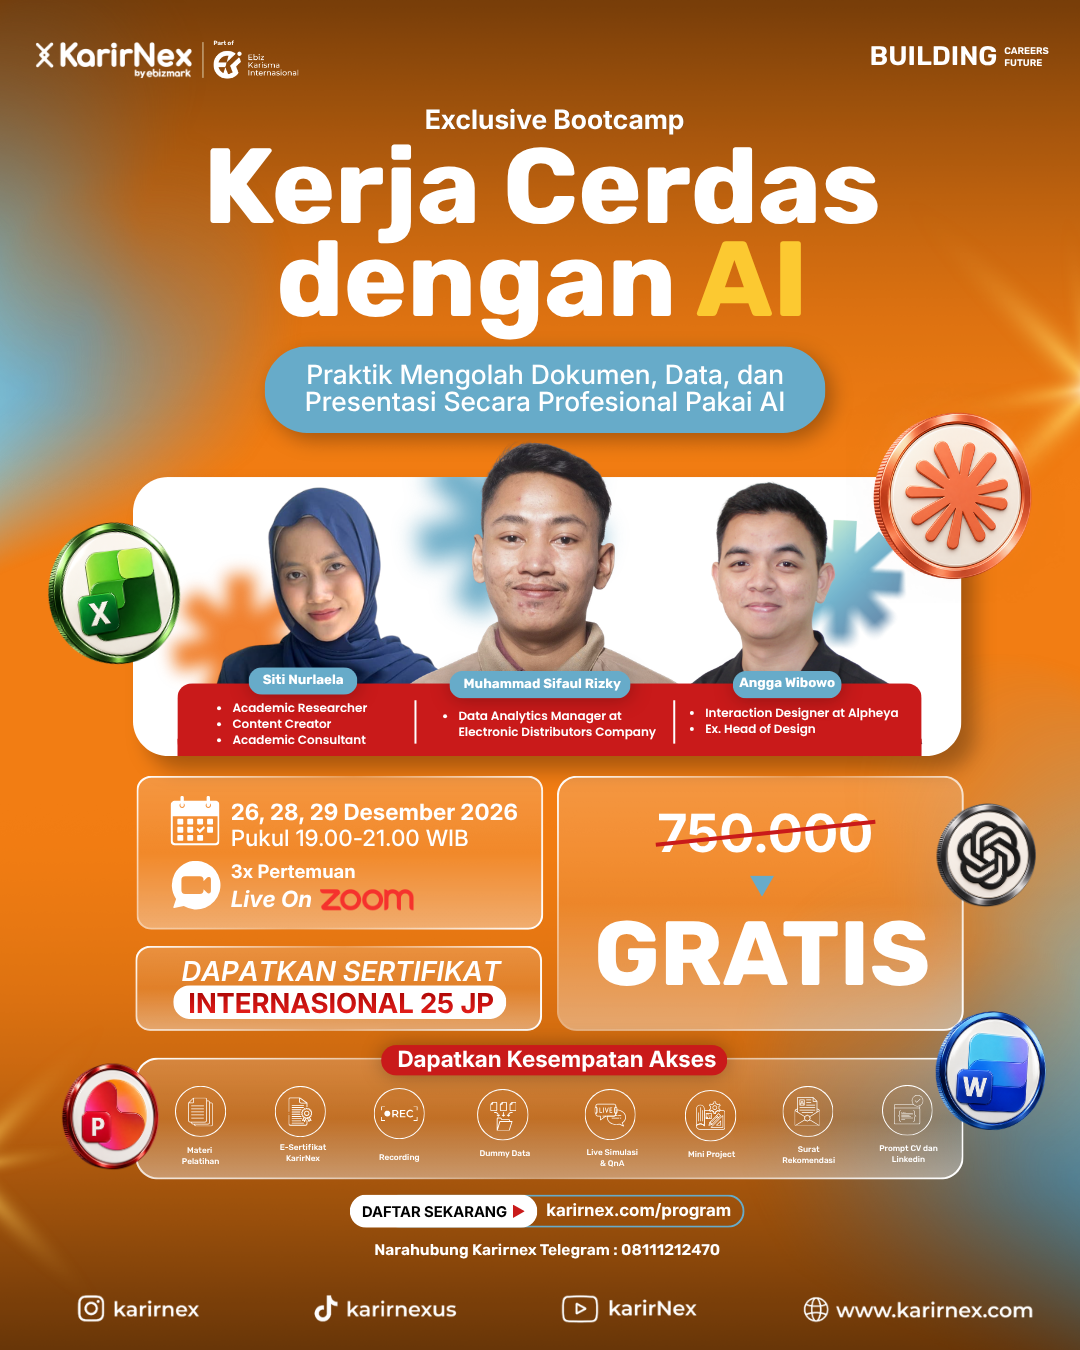 KarirNex
by ebizmark
Part of
Ebiz
Karisma
Internasional
BUILDING
CAREERS
FUTURE
Exclusive Bootcamp
Kerja Cerdas
dengan AI
Praktik Mengolah Dokumen, Data, dan
Presentasi Secara Profesional Pakai AI
X
Siti Nurlaela
Academic Researcher
Content Creator
Academic Consultant
Muhammad Sifaul Rizky
Data Analytics Manager at
Electronic Distributors Company
Angga Wibowo
Interaction Designer at Alpheya
Ex. Head of Design
26, 28, 29 Desember 2026
Pukul 19.00-21.00 WIB
3x Pertemuan
Live On zoom
750.000
GRATIS
DAPATKAN SERTIFIKAT
INTERNASIONAL 25 JP
Dapatkan Kesempatan Akses
P
W
Materi
Pelatihan
E-Sertifikat
KarirNex
REC
Recording
Dummy Data
LIVE
Live Simulasi
& QnA
Mini Project
Surat
Rekomendasi
Prompt CV dan
Linkedin
DAFTAR SEKARANG
karirnex.com/program
Narahubung Karirnex Telegram : 08111212470
karirnex
karirnexus
karirNex
www.karirnex.com